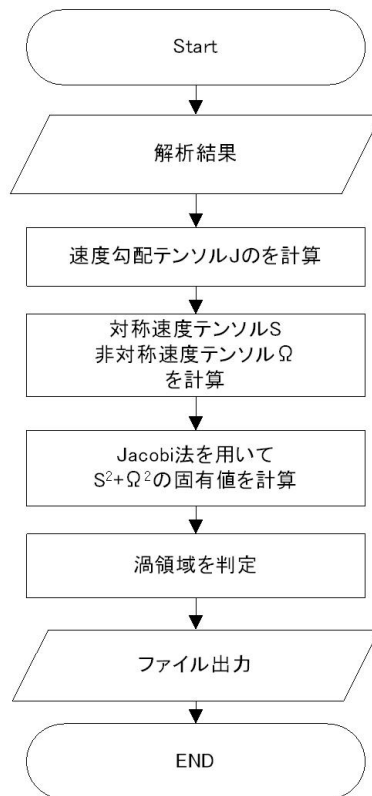 Start
解析結果
速度勾配テンソルJのを計算
対称速度テンソルS
非対称速度テンソルΩ
を計算
Jacobi法を用いて
S²+Ω²の固有値を計算
渦領域を判定
ファイル出力
END